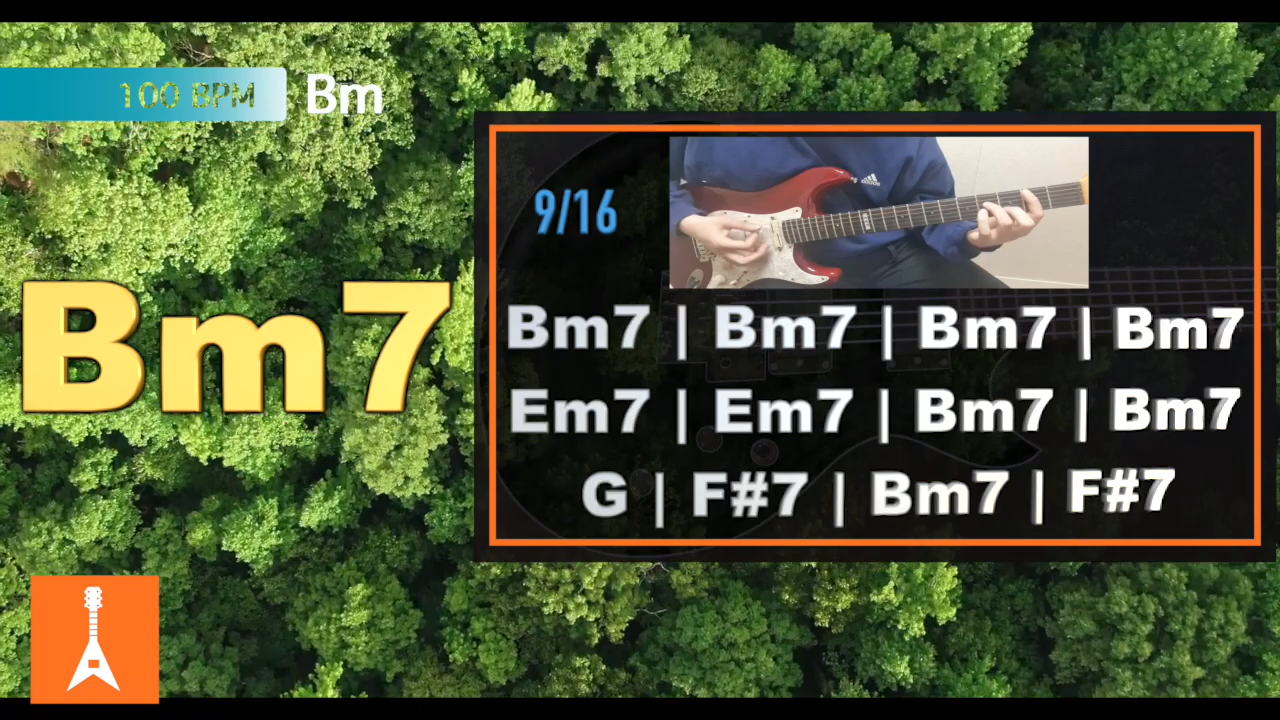 100 BPM Bm
9/16
Bm7
Bm7 | Bm7 | Bm7 | Bm7
Em7 | Em7 | Bm7 | Bm7
G | F#7 | Bm7 | F#7